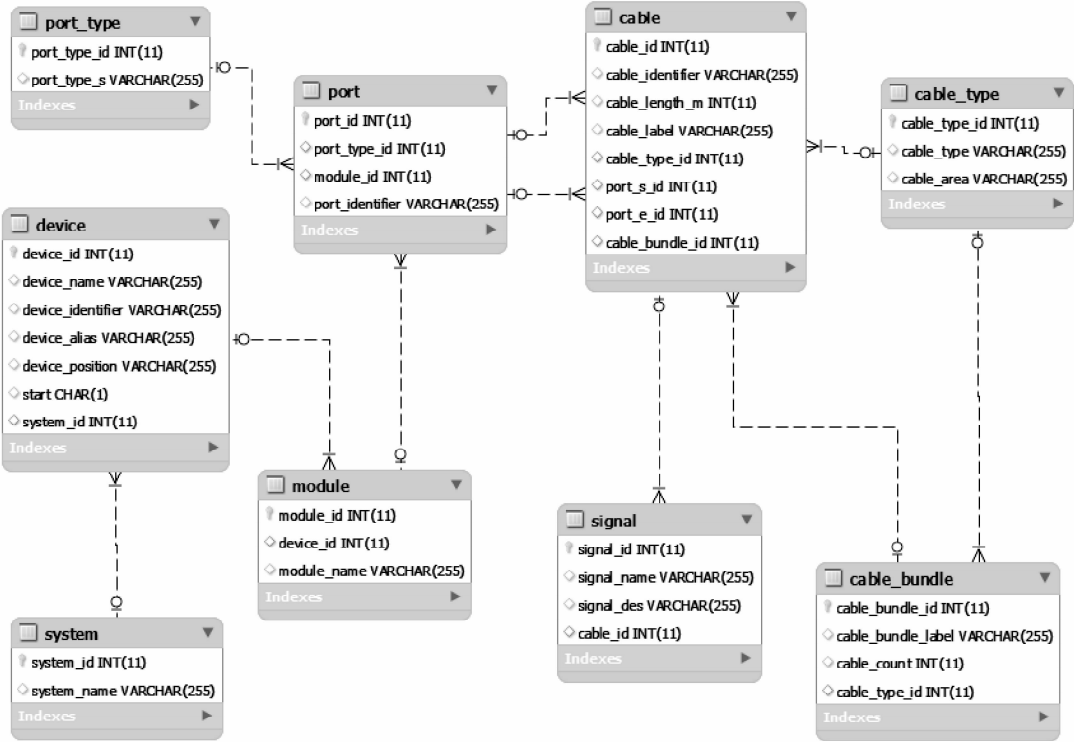 port_type
port_type_id INT(11)
port_type_s VARCHAR(255)
Indexes
port
port_id INT(11)
port_type_id INT(11)
module_id INT(11)
port_identifier VARCHAR(255)
Indexes
cable
cable_id INT(11)
cable_identifier VARCHAR(255)
cable_length_m INT(11)
cable_label VARCHAR(255)
cable_type_id INT(11)
port_s_id INT(11)
port_e_id INT(11)
cable_bundle_id INT(11)
Indexes
cable_type
cable_type_id INT(11)
cable_type VARCHAR(255)
cable_area VARCHAR(255)
Indexes
device
device_id INT(11)
device_name VARCHAR(255)
device_identifier VARCHAR(255)
device_alias VARCHAR(255)
device_position VARCHAR(255)
start CHAR(1)
system_id INT(11)
Indexes
module
module_id INT(11)
device_id INT(11)
module_name VARCHAR(255)
Indexes
signal
signal_id INT(11)
signal_name VARCHAR(255)
signal_des VARCHAR(255)
cable_id INT(11)
Indexes
cable_bundle
cable_bundle_id INT(11)
cable_bundle_label VARCHAR(255)
cable_count INT(11)
cable_type_id INT(11)
Indexes
system
system_id INT(11)
system_name VARCHAR(255)
Indexes